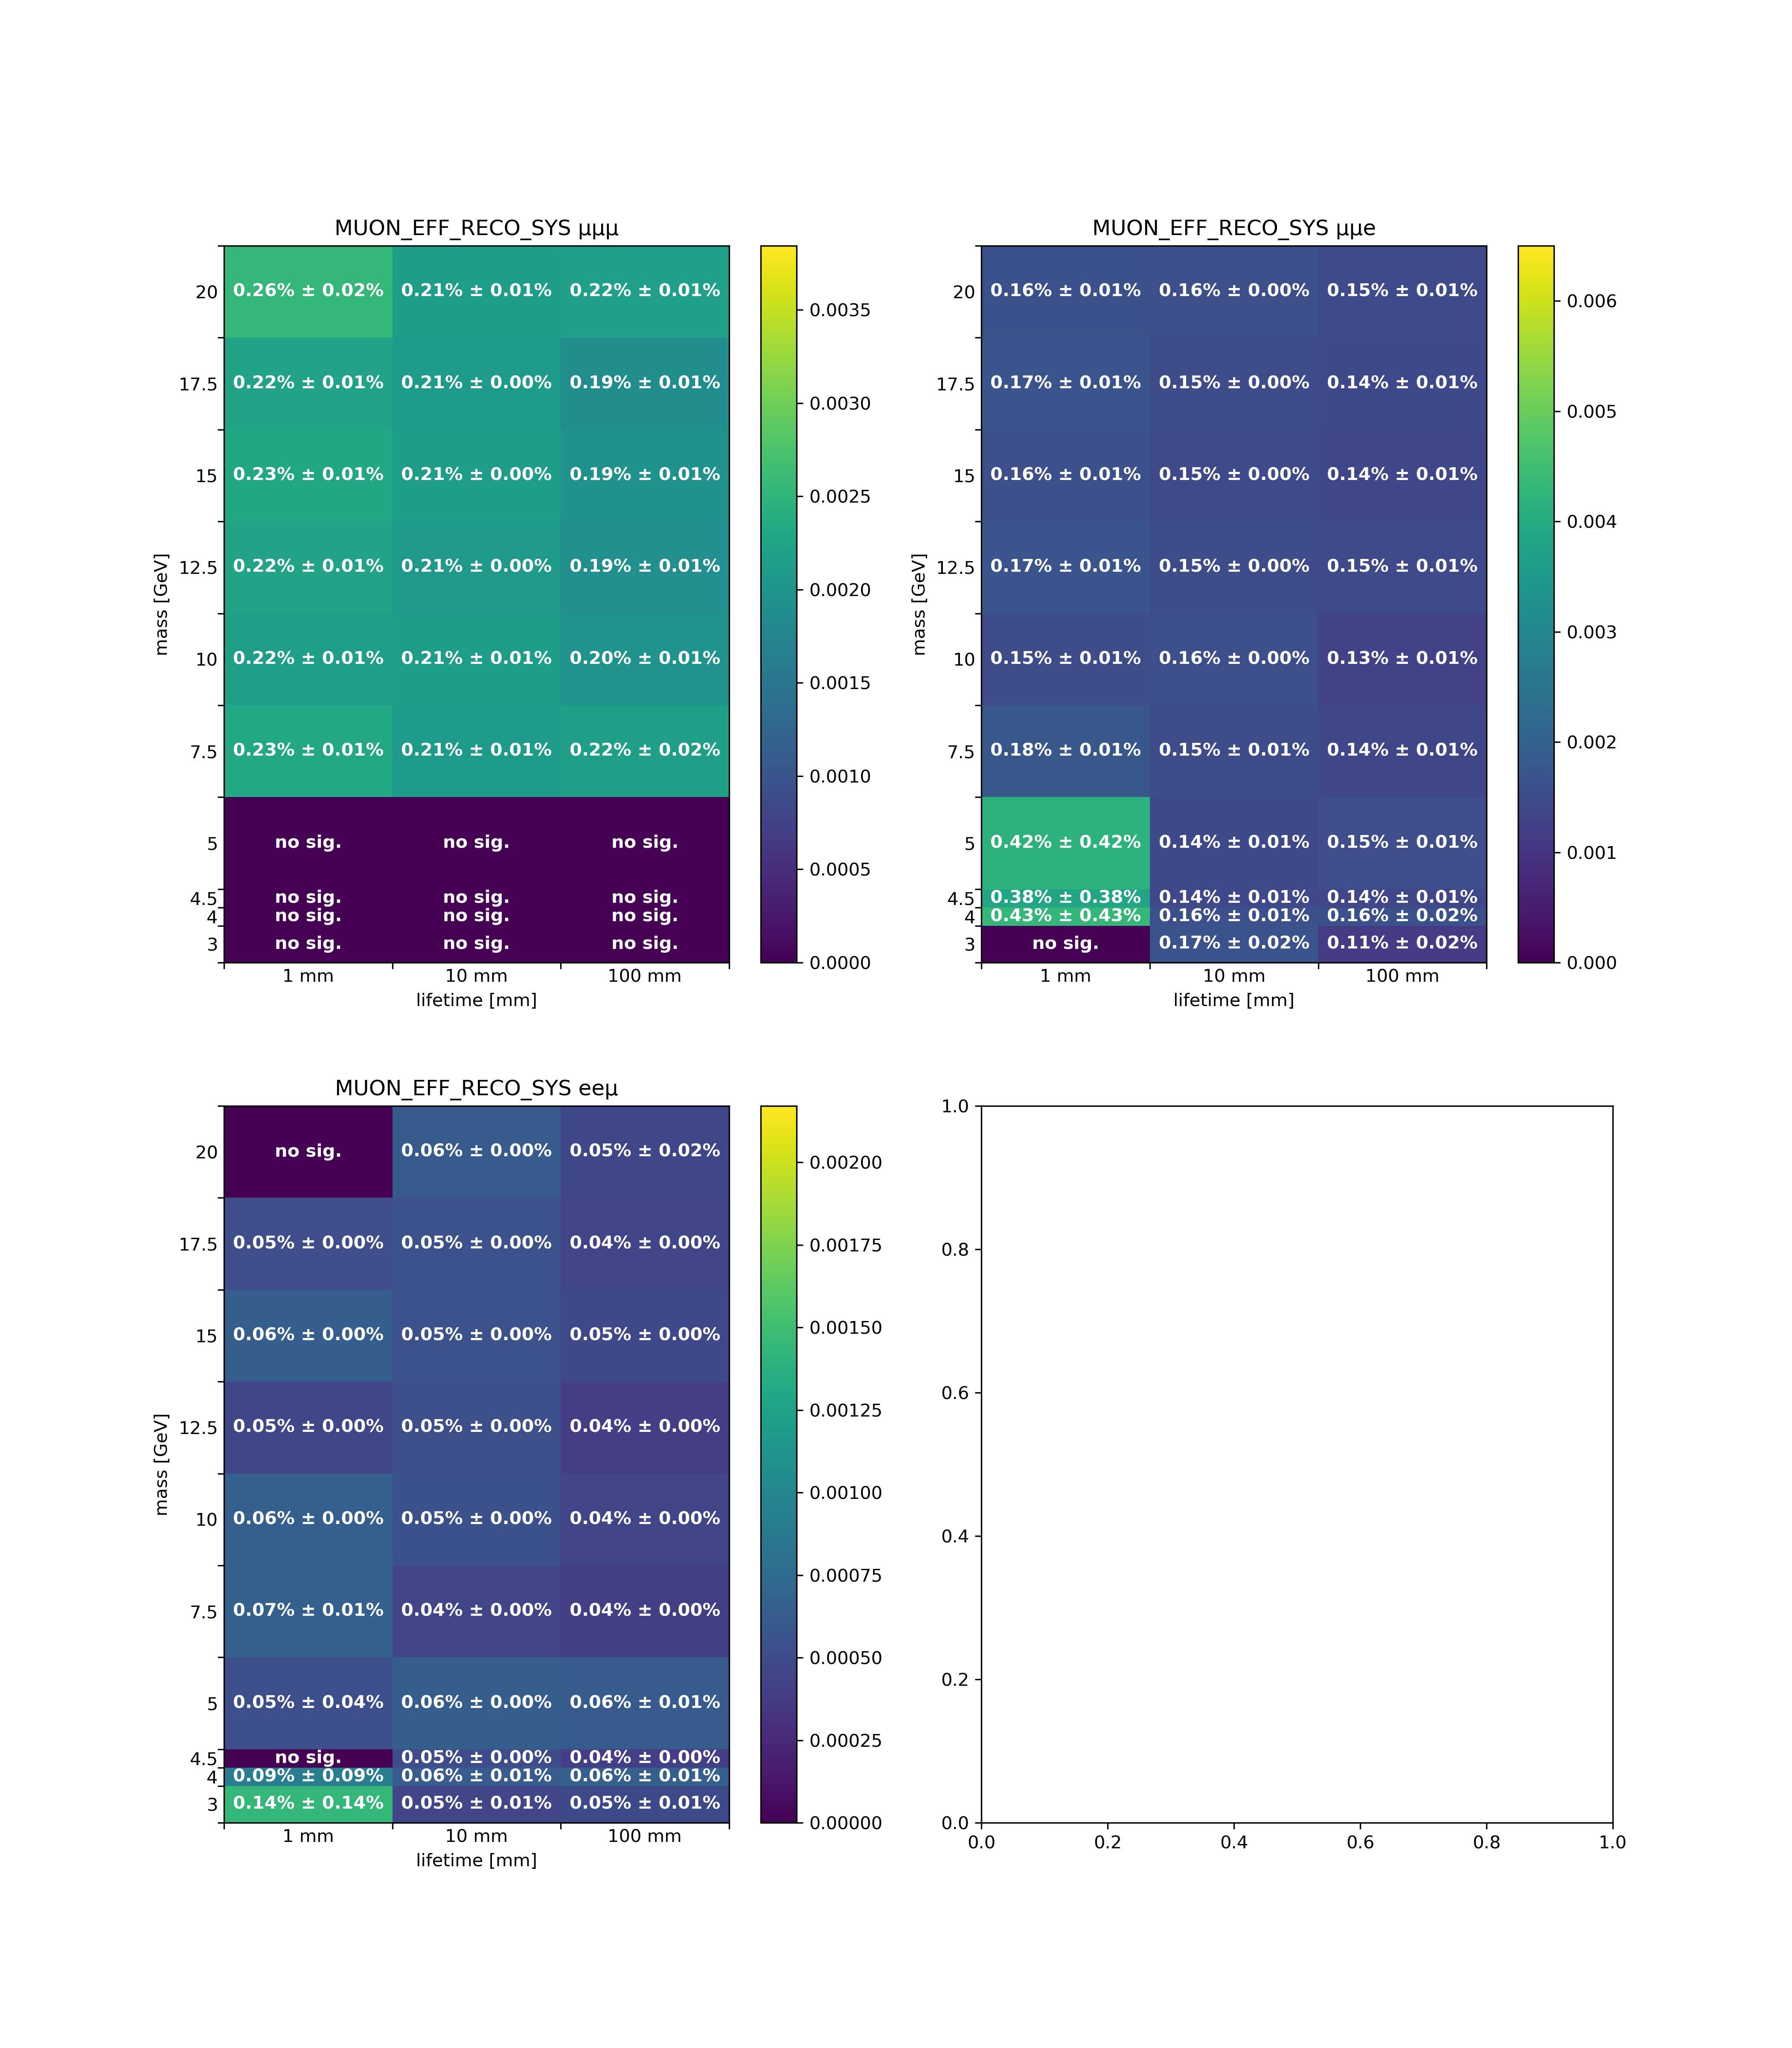 MUON_EFF_RECO_SYS μμμ
20 0.26% ± 0.02% 0.21% ± 0.01% 0.22% ± 0.01%
17.5 0.22% ± 0.01% 0.21% ± 0.00% 0.19% ± 0.01%
15 0.23% ± 0.01% 0.21% ± 0.00% 0.19% ± 0.01%
12.5 0.22% ± 0.01% 0.21% ± 0.00% 0.19% ± 0.01%
10 0.22% ± 0.01% 0.21% ± 0.01% 0.20% ± 0.01%
7.5 0.23% ± 0.01% 0.21% ± 0.01% 0.22% ± 0.02%
5 no sig. no sig. no sig.
4.5 no sig. no sig. no sig.
4 no sig. no sig. no sig.
3 no sig. no sig. no sig.
1 mm 10 mm 100 mm
lifetime [mm]
mass [GeV]
0.0035
0.0030
0.0025
0.0020
0.0015
0.0010
0.0005
0.0000
MUON_EFF_RECO_SYS μμe
20 0.16% ± 0.01% 0.16% ± 0.00% 0.15% ± 0.01%
17.5 0.17% ± 0.01% 0.15% ± 0.00% 0.14% ± 0.01%
15 0.16% ± 0.01% 0.15% ± 0.00% 0.14% ± 0.01%
12.5 0.17% ± 0.01% 0.15% ± 0.00% 0.15% ± 0.01%
10 0.15% ± 0.01% 0.16% ± 0.00% 0.13% ± 0.01%
7.5 0.18% ± 0.01% 0.15% ± 0.01% 0.14% ± 0.01%
5 0.42% ± 0.42% 0.14% ± 0.01% 0.15% ± 0.01%
4.5 0.38% ± 0.38% 0.14% ± 0.01% 0.14% ± 0.01%
4 0.43% ± 0.43% 0.16% ± 0.01% 0.16% ± 0.02%
3 no sig. 0.17% ± 0.02% 0.11% ± 0.02%
1 mm 10 mm 100 mm
lifetime [mm]
mass [GeV]
0.006
0.005
0.004
0.003
0.002
0.001
0.000
MUON_EFF_RECO_SYS eeμ
20 no sig. 0.06% ± 0.00% 0.05% ± 0.02%
17.5 0.05% ± 0.00% 0.05% ± 0.00% 0.04% ± 0.00%
15 0.06% ± 0.00% 0.05% ± 0.00% 0.05% ± 0.00%
12.5 0.05% ± 0.00% 0.05% ± 0.00% 0.04% ± 0.00%
10 0.06% ± 0.00% 0.05% ± 0.00% 0.04% ± 0.00%
7.5 0.07% ± 0.01% 0.04% ± 0.00% 0.04% ± 0.00%
5 0.05% ± 0.04% 0.06% ± 0.00% 0.06% ± 0.01%
4.5 no sig. 0.05% ± 0.00% 0.04% ± 0.00%
4 0.09% ± 0.09% 0.06% ± 0.01% 0.06% ± 0.01%
3 0.14% ± 0.14% 0.05% ± 0.01% 0.05% ± 0.01%
1 mm 10 mm 100 mm
lifetime [mm]
mass [GeV]
0.00200
0.00175
0.00150
0.00125
0.00100
0.00075
0.00050
0.00025
0.00000
1.0
0.8
0.6
0.4
0.2
0.0
0.0 0.2 0.4 0.6 0.8 1.0